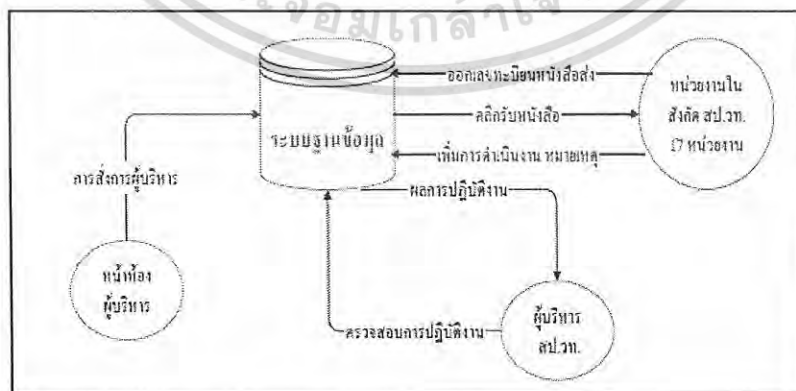 ออกเลขทะเบียนหนังสือส่ง
หน่วยงานใน
สังกัด สป.วท.
17 หน่วยงาน
คลิกรับหนังสือ
ระบบฐานข้อมูล
เพิ่มการดำเนินงาน หมายเหตุ
การสั่งการผู้บริหาร
ผลการปฏิบัติงาน
หน้าห้อง
ผู้บริหาร
ผู้บริหาร
สป.วท.
ตรวจสอบการปฏิบัติงาน